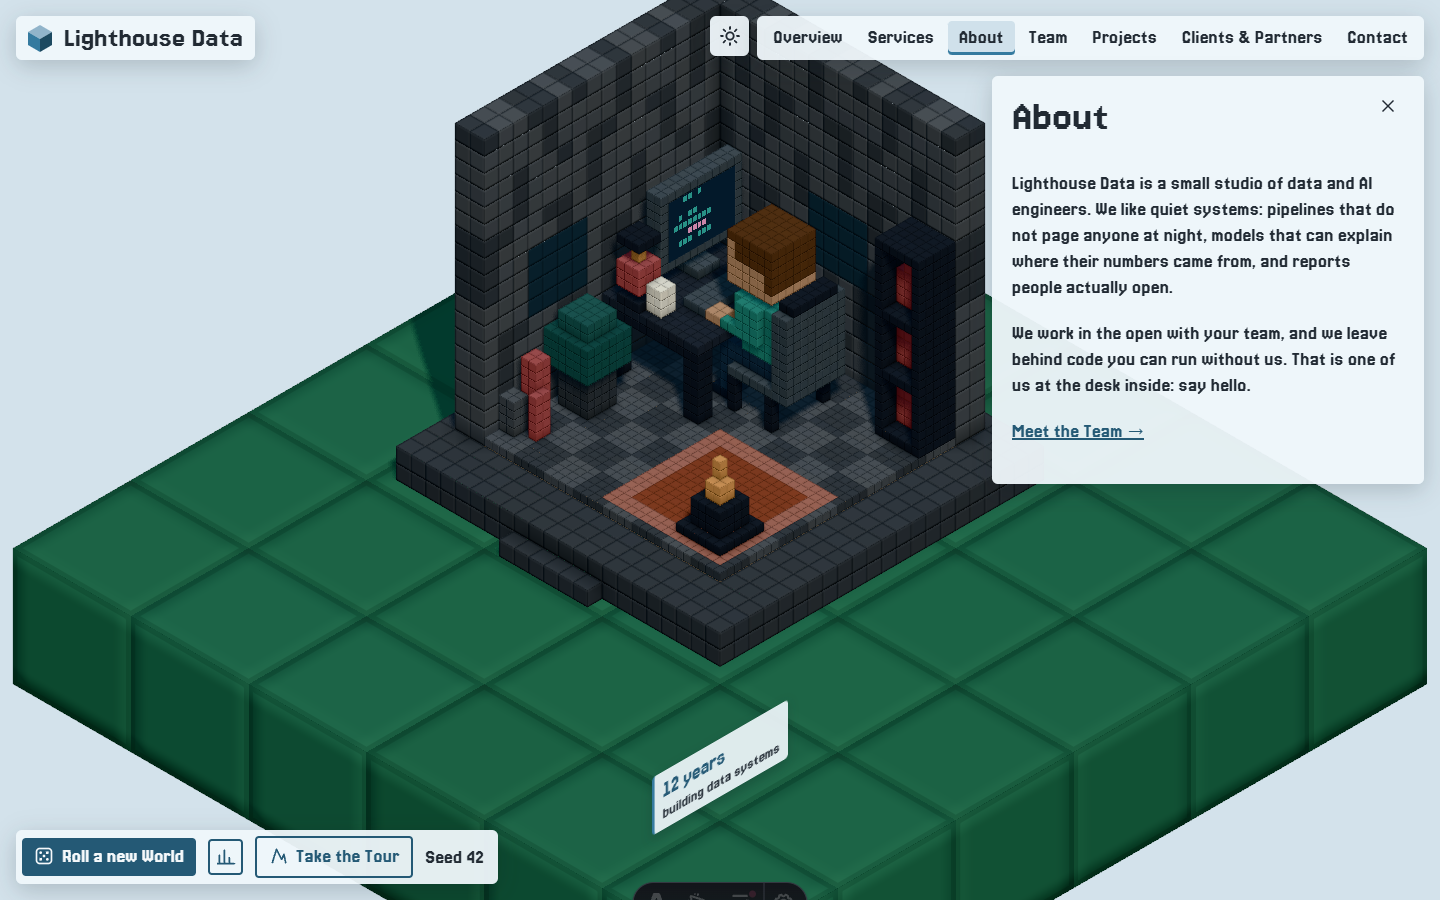 Lighthouse Data
Overview Services About Team Projects Clients & Partners Contact
About
Lighthouse Data is a small studio of data and AI
engineers. We like quiet systems: pipelines that do
not page anyone at night, models that can explain
where their numbers came from, and reports
people actually open.
We work in the open with your team, and we leave
behind code you can run without us. That is one of
us at the desk inside: say hello.
Meet the Team →
12 years
building data systems
Roll a new World
Take the Tour
Seed 42